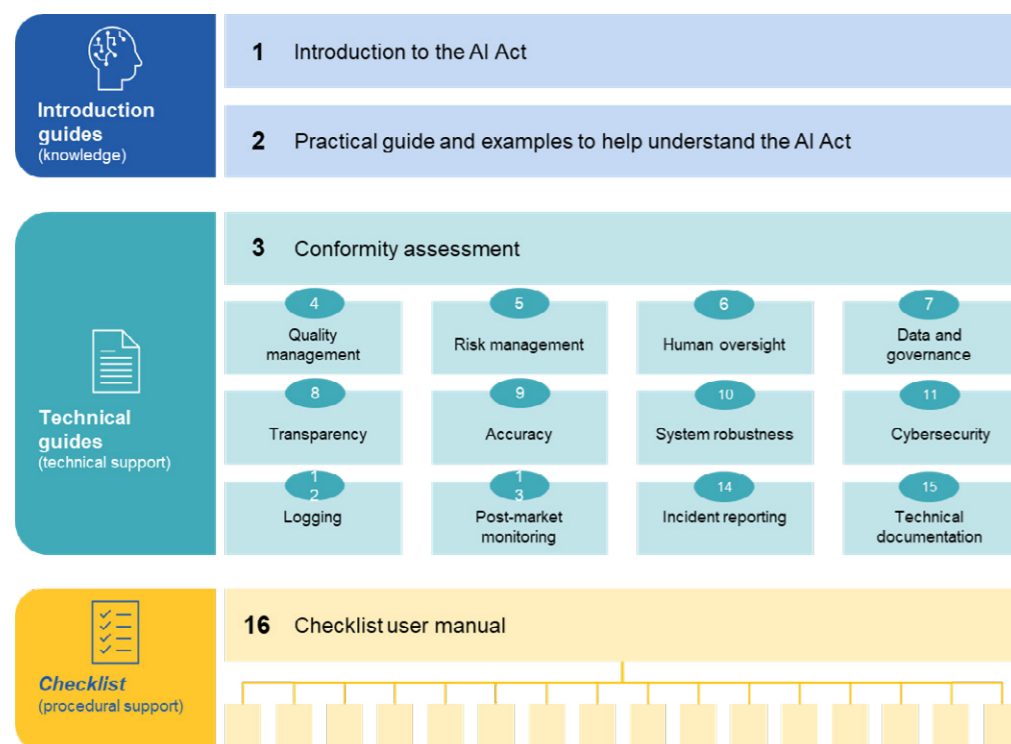 Introduction
guides
(knowledge)
1 Introduction to the AI Act
2 Practical guide and examples to help understand the AI Act
Technical
guides
(technical support)
3 Conformity assessment
4
Quality
management
5
Risk management
6
Human oversight
7
Data and
governance
8
Transparency
9
Accuracy
10
System robustness
11
Cybersecurity
1
2
Logging
1
3
Post-market
monitoring
14
Incident reporting
15
Technical
documentation
Checklist
(procedural support)
16 Checklist user manual